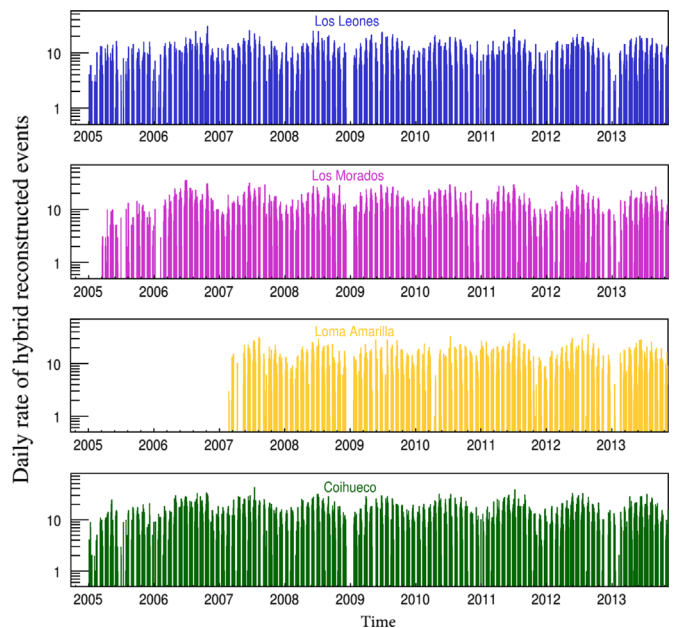 Daily rate of hybrid reconstructed events
Los Leones
10
1
2005 2006 2007 2008 2009 2010 2011 2012 2013
Los Morados
10
1
2005 2006 2007 2008 2009 2010 2011 2012 2013
Loma Amarilla
10
1
2005 2006 2007 2008 2009 2010 2011 2012 2013
Coihueco
10
1
2005 2006 2007 2008 2009 2010 2011 2012 2013
Time